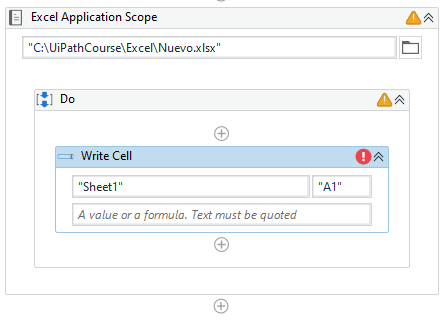 Excel Application Scope
"C:\UiPathCourse\Excel\Nuevo.xlsx"
Do
Write Cell
"Sheet1" "A1"
A value or a formula. Text must be quoted